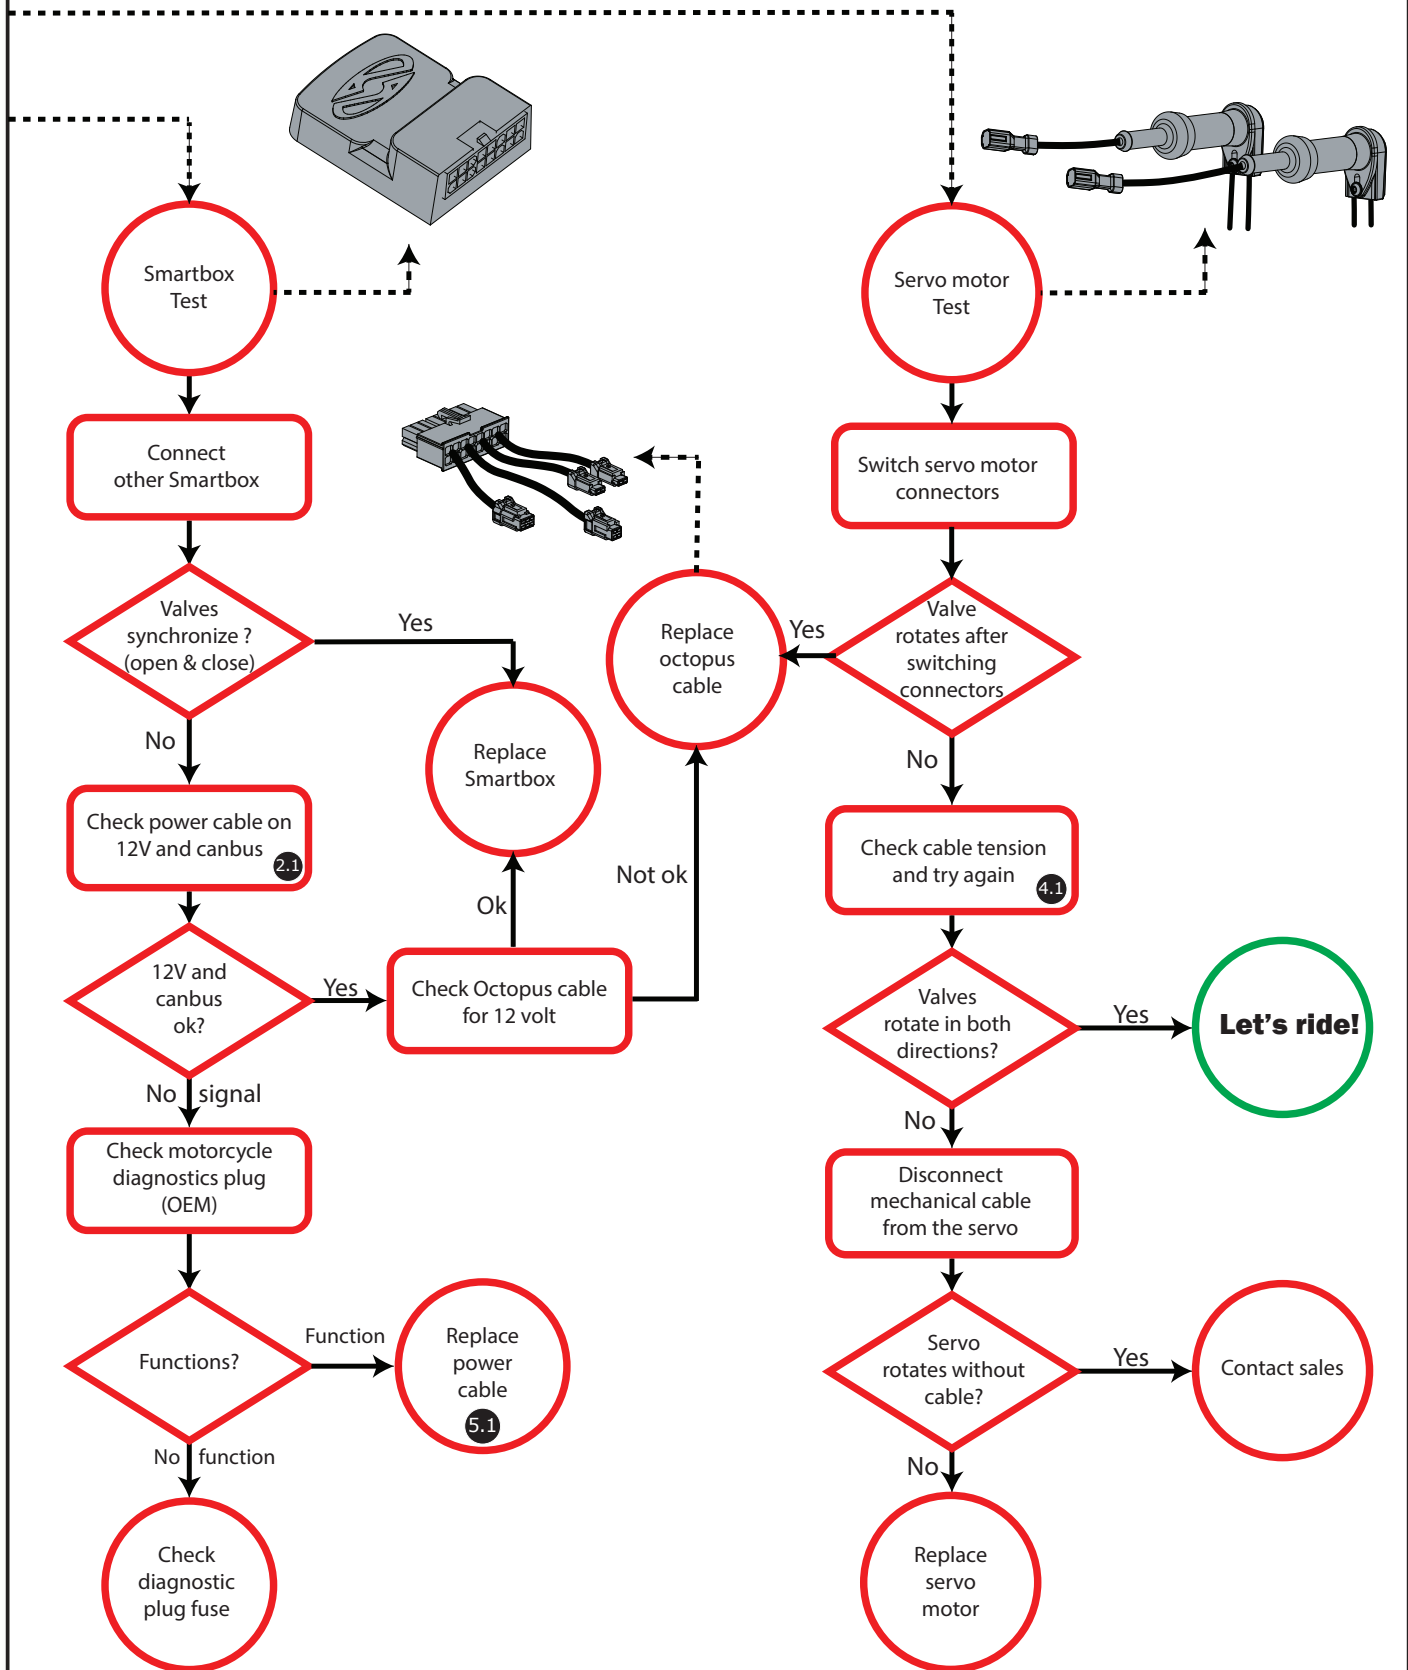 Smartbox
Test
Connect
other Smartbox
Valves
synchronize ?
(open & close)
Yes
No
Replace
Smartbox
Check power cable on
12V and canbus
2.1
12V and
canbus
ok?
Yes
Check Octopus cable
for 12 volt
Ok
Not ok
No signal
Check motorcycle
diagnostics plug
(OEM)
Functions?
Function
Replace
power
cable
5.1
No function
Check
diagnostic
plug fuse
Servo motor
Test
Switch servo motor
connectors
Valve
rotates after
switching
connectors
Yes
Replace
octopus
cable
No
Check cable tension
and try again
4.1
Valves
rotate in both
directions?
Yes
Let's ride!
No
Disconnect
mechanical cable
from the servo
Servo
rotates without
cable?
Yes
Contact sales
No
Replace
servo
motor